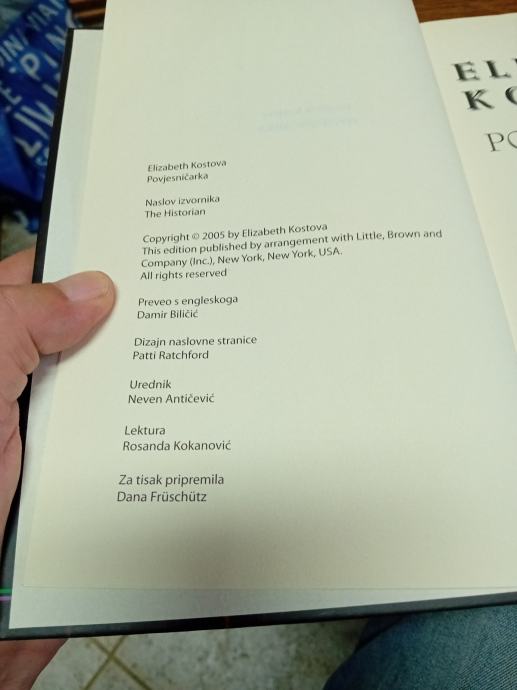 Elizabeth Kostova
Povjesničarka
Naslov izvornika
The Historian
Copyright © 2005 by Elizabeth Kostova
This edition published by arrangement with Little, Brown and
Company (Inc.), New York, New York, USA.
All rights reserved
Preveo s engleskoga
Damir Biličić
Dizajn naslovne stranice
Patti Ratchford
Urednik
Neven Antičević
Lektura
Rosanda Kokanović
Za tisak pripremila
Dana Früschütz